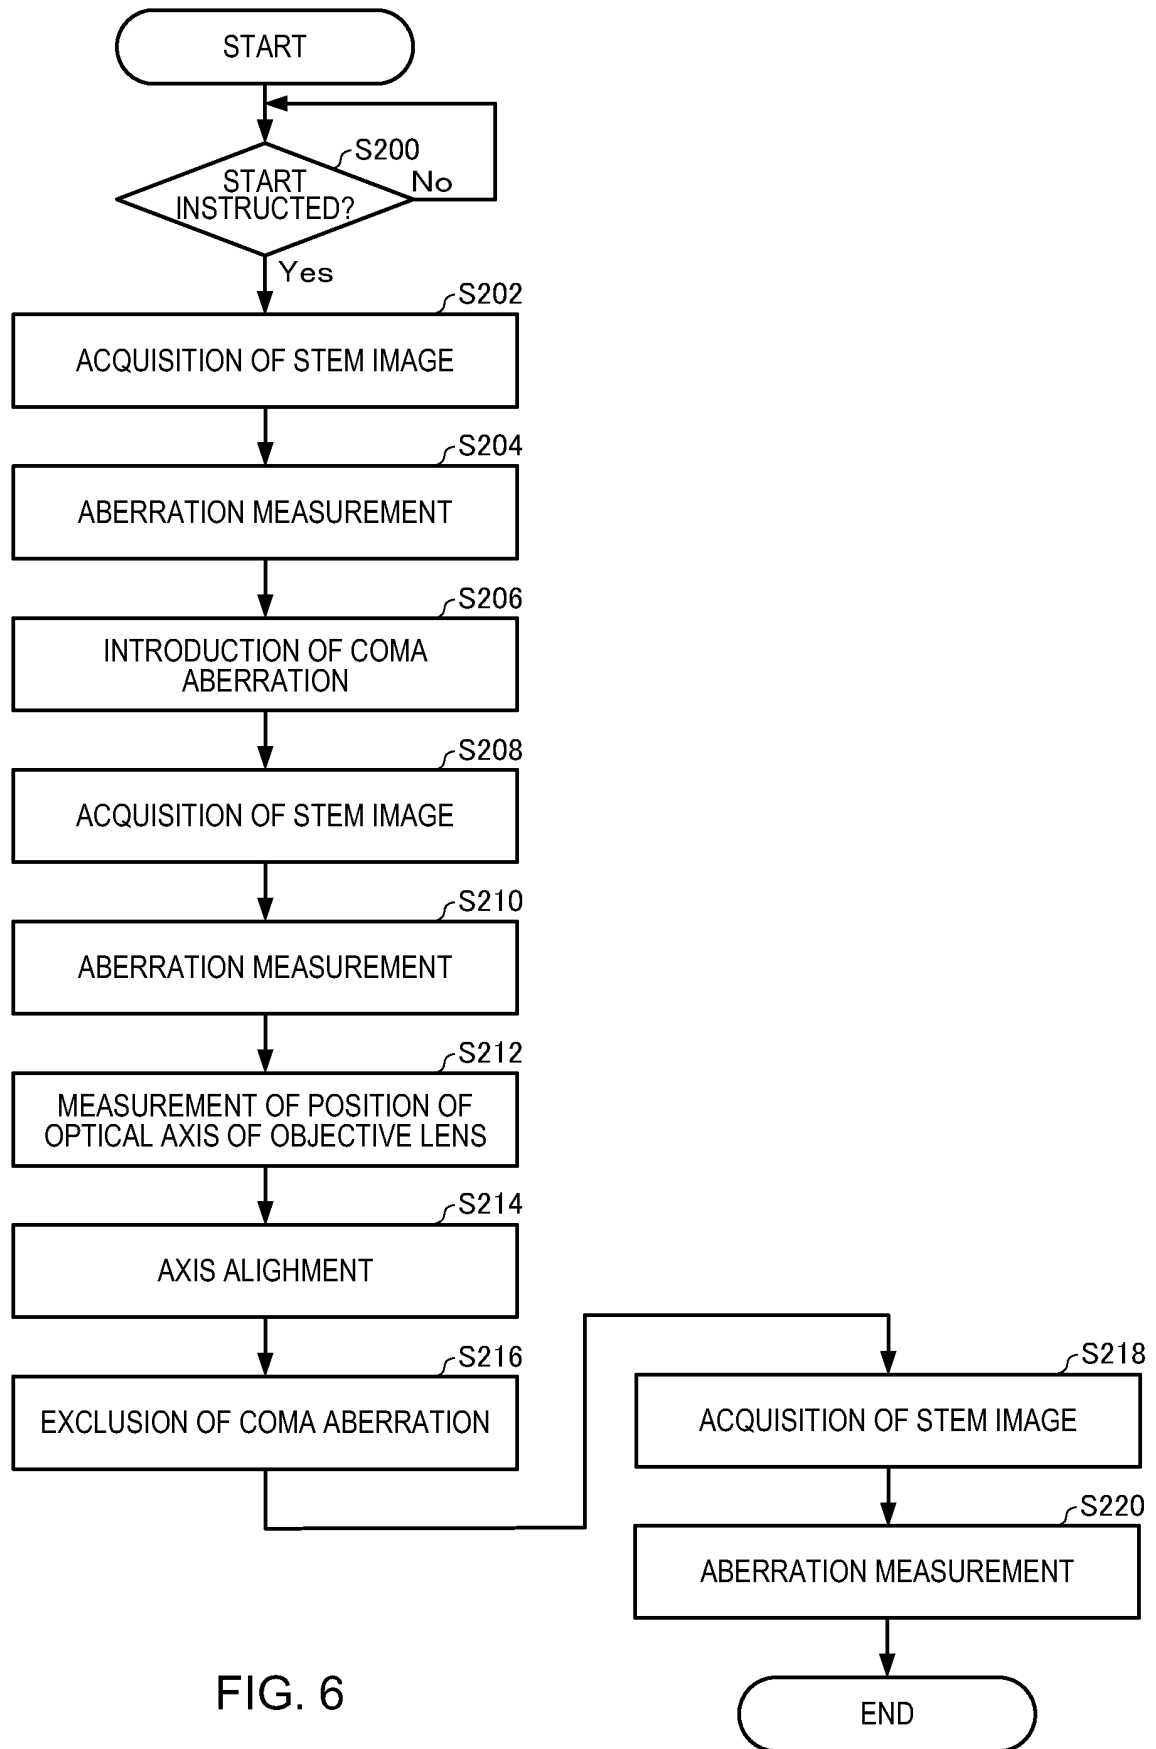 START
S200
START
INSTRUCTED?
No
Yes
S202
ACQUISITION OF STEM IMAGE
S204
ABERRATION MEASUREMENT
S206
INTRODUCTION OF COMA
ABERRATION
S208
ACQUISITION OF STEM IMAGE
S210
ABERRATION MEASUREMENT
S212
MEASUREMENT OF POSITION OF
OPTICAL AXIS OF OBJECTIVE LENS
S214
AXIS ALIGHMENT
S216
EXCLUSION OF COMA ABERRATION
S218
ACQUISITION OF STEM IMAGE
S220
ABERRATION MEASUREMENT
END
FIG. 6